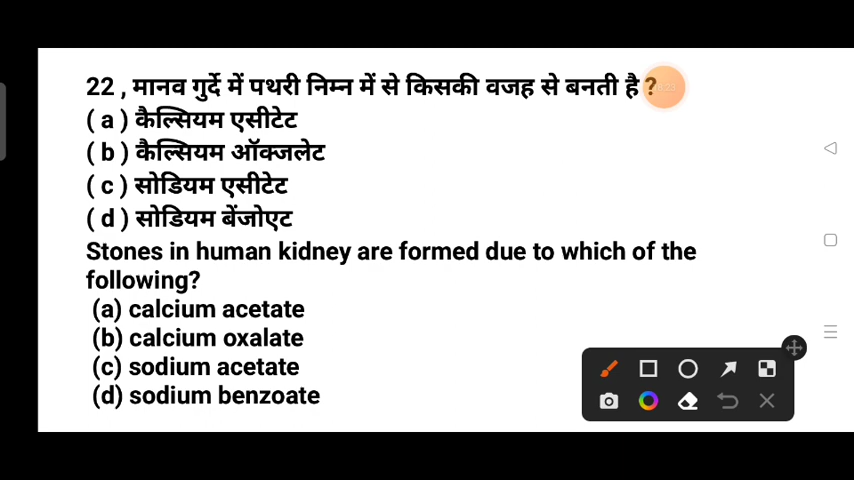 22 , मानव गुर्दे में पथरी निम्न में से किसकी वजह से बनती है ?
( a ) कैल्सियम एसीटेट
( b ) कैल्सियम ऑक्जलेट
( c ) सोडियम एसीटेट
( d ) सोडियम बेंजोएट
Stones in human kidney are formed due to which of the
following?
(a) calcium acetate
(b) calcium oxalate
(c) sodium acetate
(d) sodium benzoate